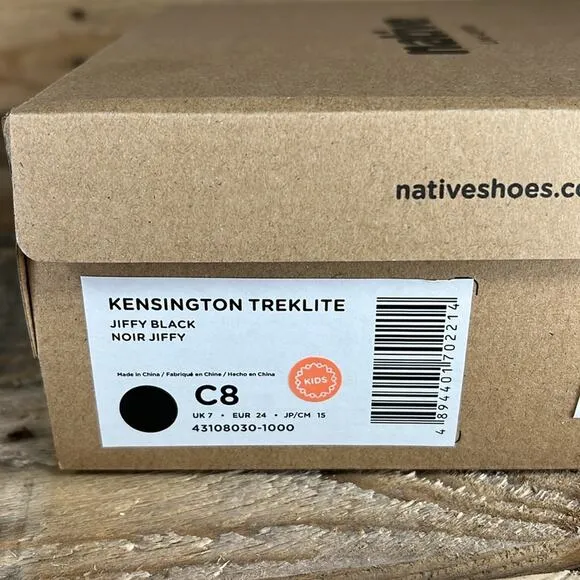 native
nativeshoes.co
KENSINGTON TREKLITE
JIFFY BLACK
NOIR JIFFY
Made in China / Fabriqué en Chine / Hecho en China
C8
KIDS
UK 7 • EUR 24 • JP/CM 15
43108030-1000
4 894401 702214